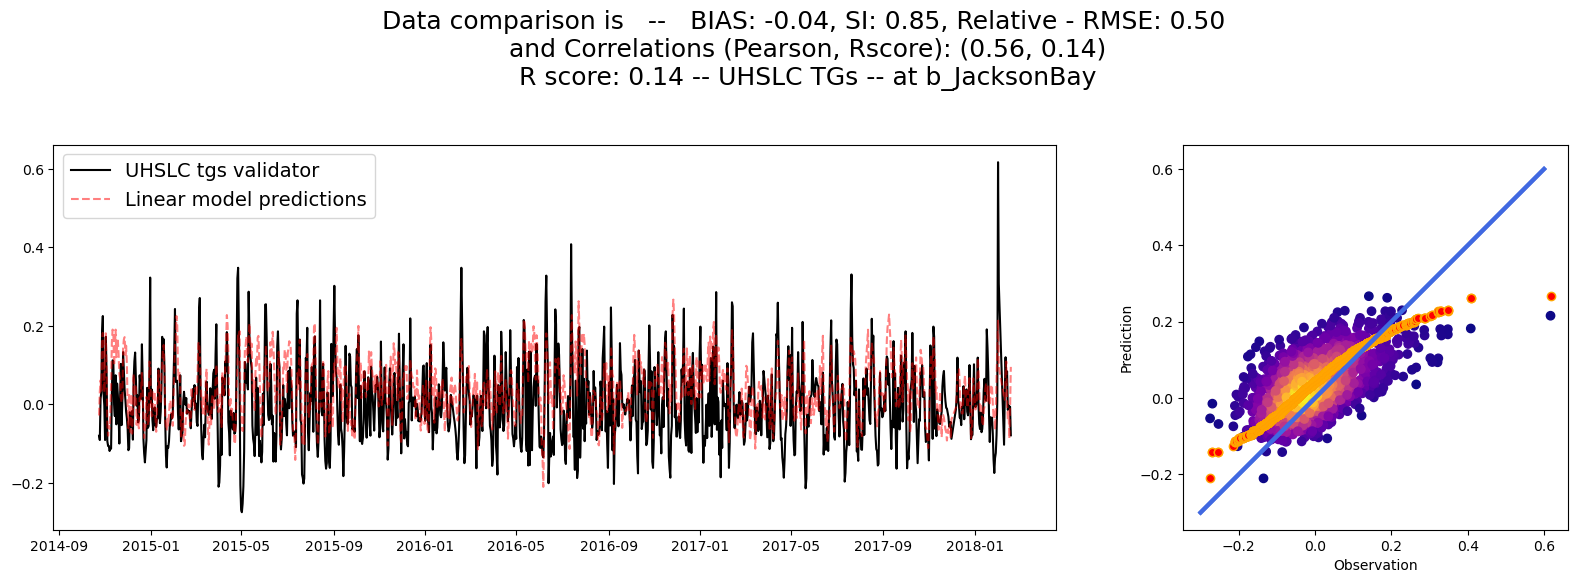 Data comparison is   --   BIAS: -0.04, SI: 0.85, Relative - RMSE: 0.50
and Correlations (Pearson, Rscore): (0.56, 0.14)
R score: 0.14 -- UHSLC TGs -- at b_JacksonBay
UHSLC tgs validator
Linear model predictions
0.6
0.4
0.2
0.0
−0.2
2014-09 2015-01 2015-05 2015-09 2016-01 2016-05 2016-09 2017-01 2017-05 2017-09 2018-01
Prediction
0.6
0.4
0.2
0.0
−0.2
−0.2 0.0 0.2 0.4 0.6
Observation